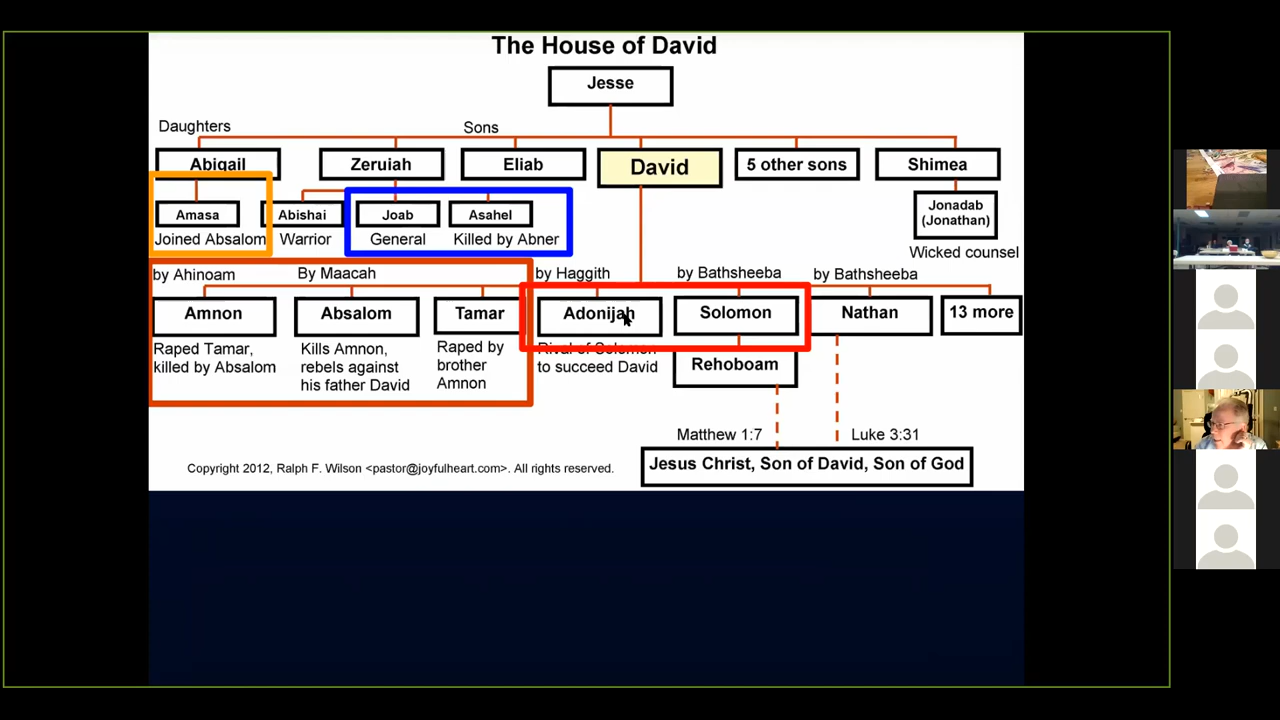 The House of David
Jesse
Daughters
Sons
Abigail
Zeruiah
Eliab
David
5 other sons
Shimea
Amasa
Abishai
Joab
Asahel
Jonadab
(Jonathan)
Joined Absalom
Warrior
General
Killed by Abner
Wicked counsel
by Ahinoam
By Maacah
by Haggith
by Bathsheeba
by Bathsheeba
Amnon
Absalom
Tamar
Adonijah
Solomon
Nathan
13 more
Raped Tamar,
killed by Absalom
Kills Amnon,
rebels against
his father David
Raped by
brother
Amnon
Rival of Solomon
to succeed David
Rehoboam
Matthew 1:7
Luke 3:31
Jesus Christ, Son of David, Son of God
Copyright 2012, Ralph F. Wilson <pastor@joyfulheart.com>. All rights reserved.